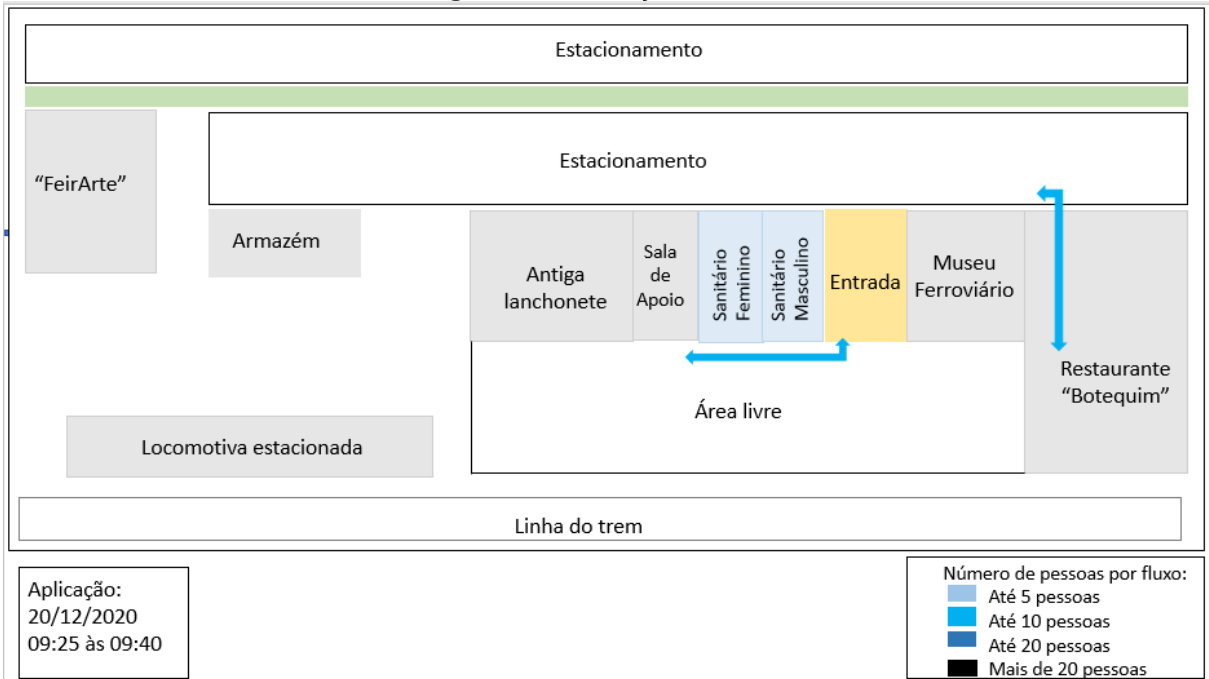 Estacionamento
Estacionamento
“FeirArte”
Armazém
Antiga
lanchonete
Sala
de
Apoio
Sanitário
Feminino
Sanitário
Masculino
Entrada
Museu
Ferroviário
Restaurante
“Botequim”
Área livre
Locomotiva estacionada
Linha do trem
Aplicação:
20/12/2020
09:25 às 09:40
Número de pessoas por fluxo:
Até 5 pessoas
Até 10 pessoas
Até 20 pessoas
Mais de 20 pessoas